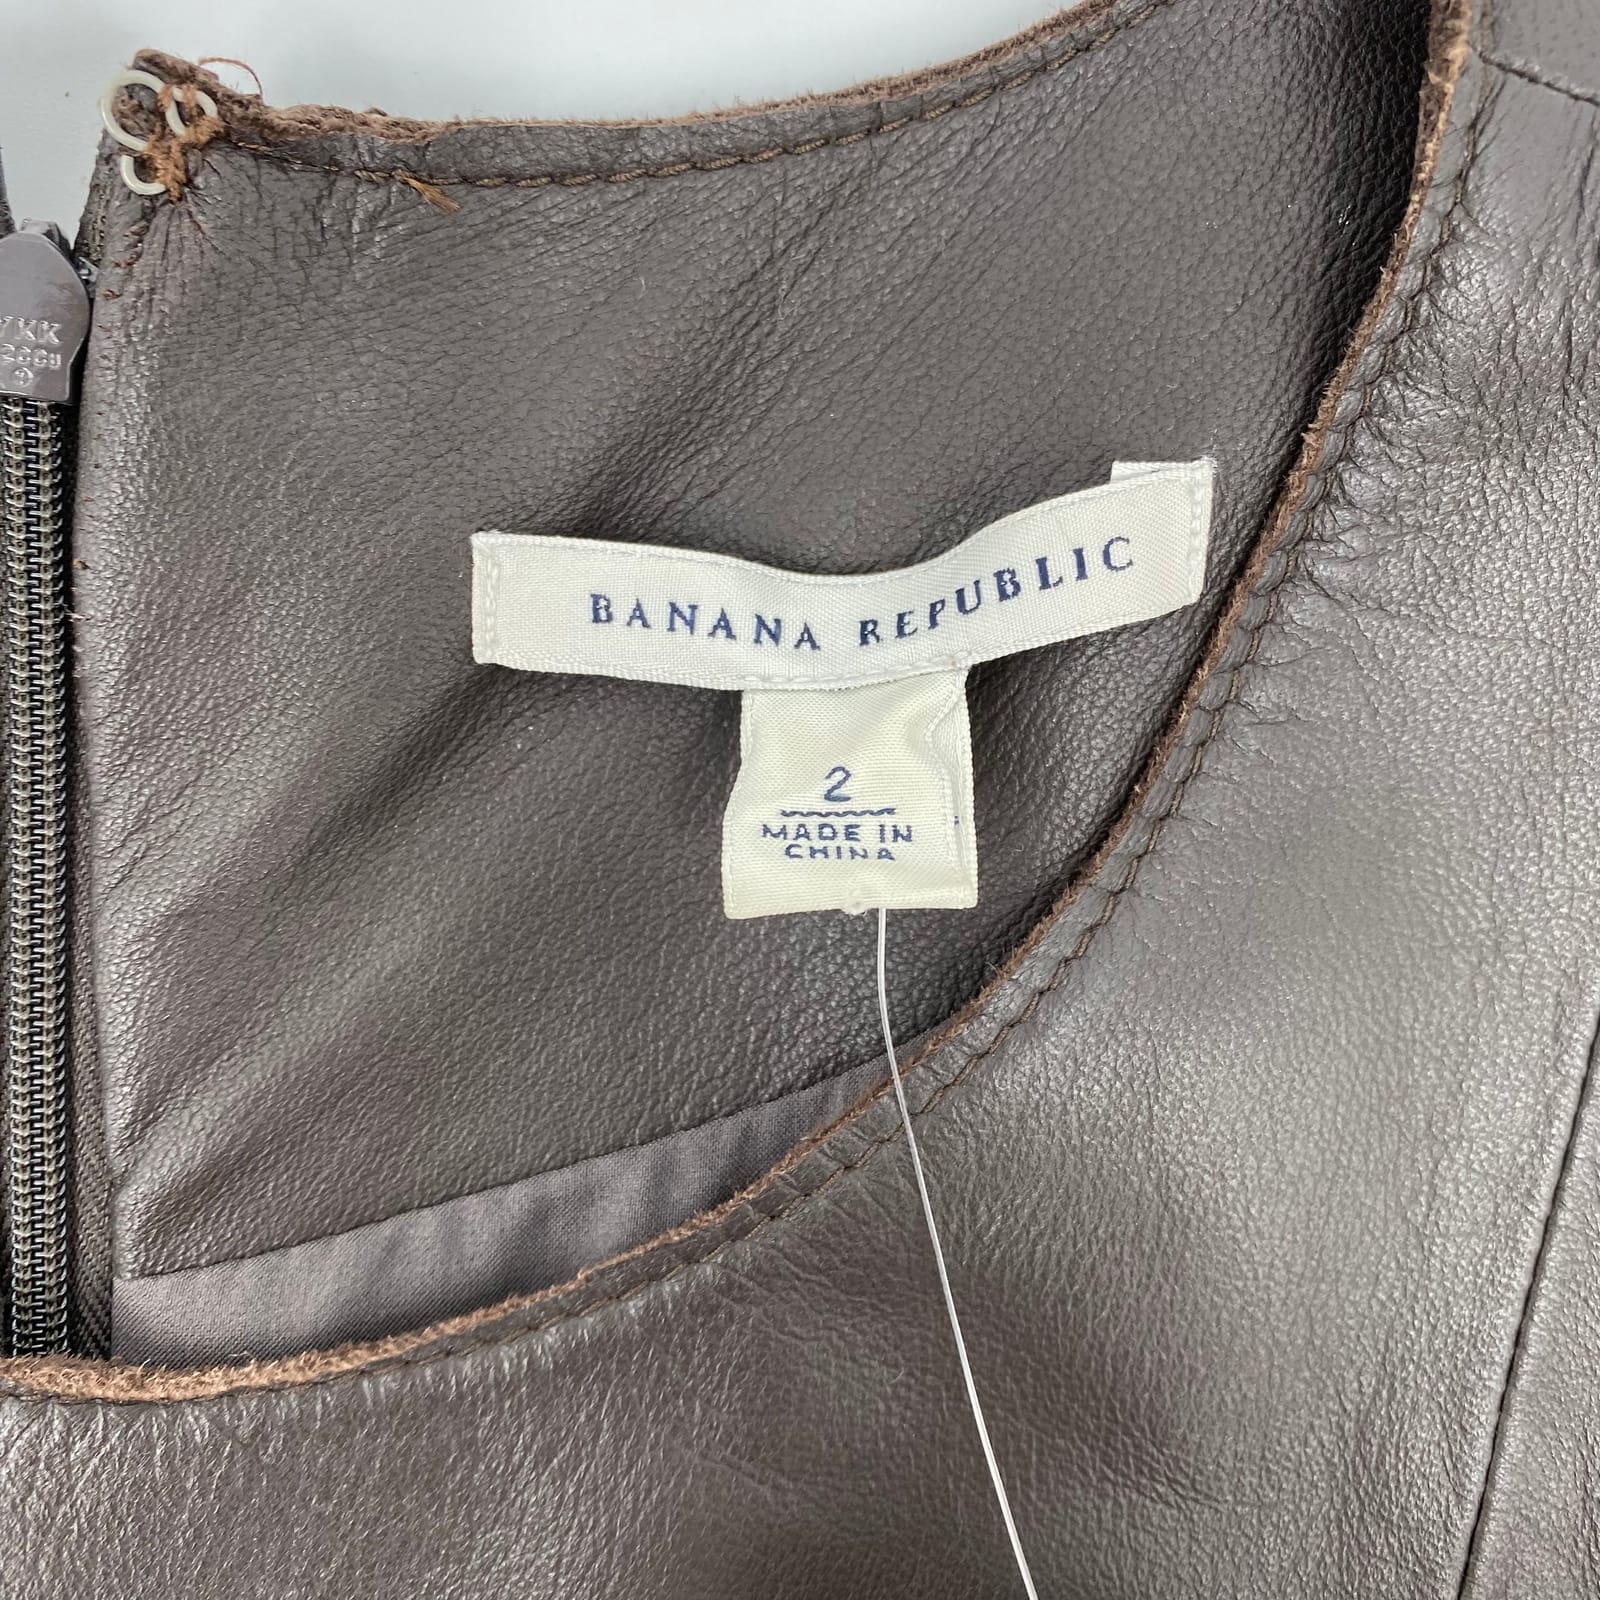 YKK
BANANA REPUBLIC
2
MADE IN
CHINA